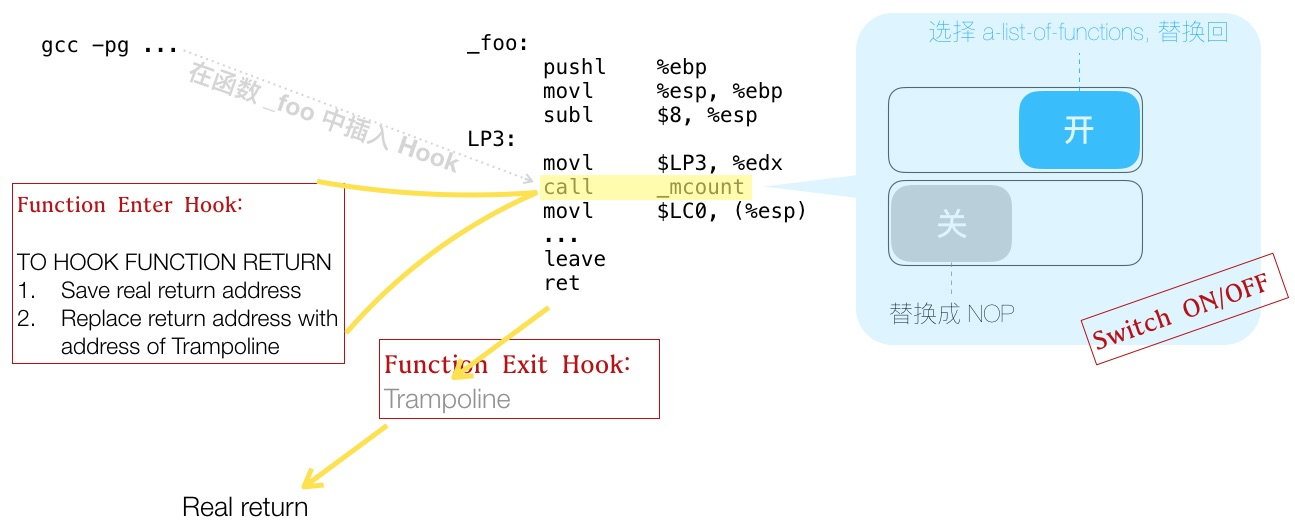 gcc -pg ...
在函数 _foo 中插入 Hook
_foo:
pushl %ebp
movl %esp, %ebp
subl $8, %esp
LP3:
movl $LP3, %edx
call _mcount
movl $LC0, (%esp)
...
leave
ret
选择 a-list-of-functions, 替换回
开
关
替换成 NOP
Switch ON/OFF
Function Enter Hook:
TO HOOK FUNCTION RETURN
1. Save real return address
2. Replace return address with
address of Trampoline
Function Exit Hook:
Trampoline
Real return